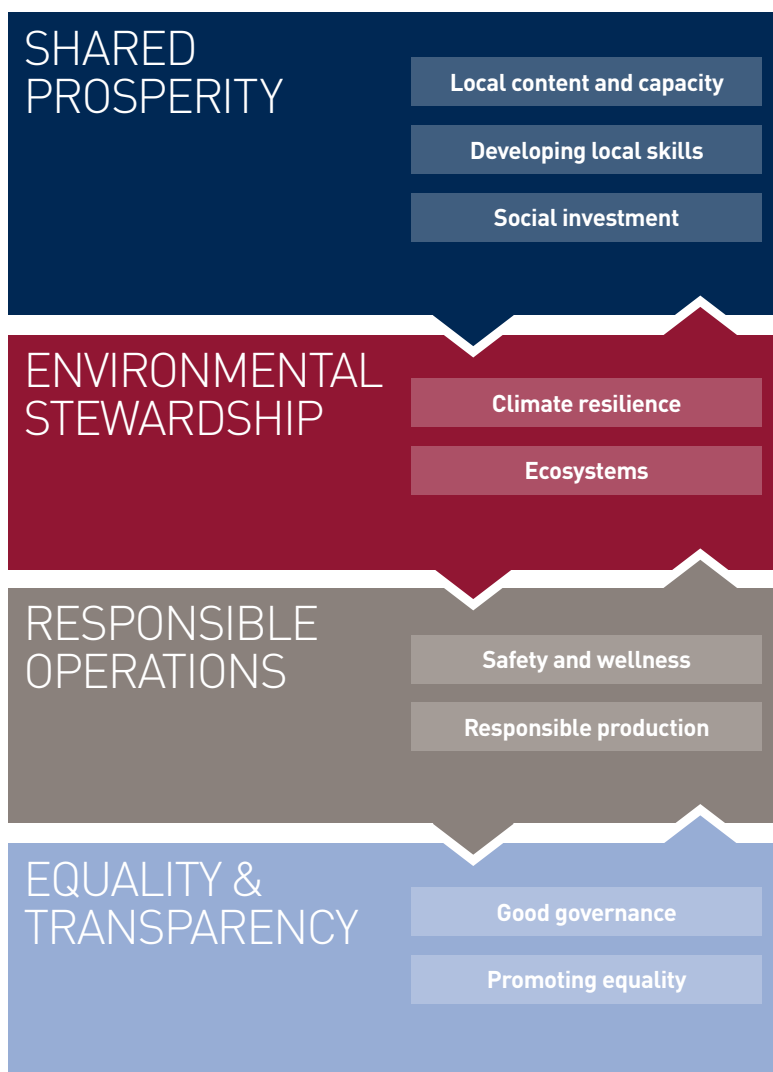 SHARED
PROSPERITY
Local content and capacity
Developing local skills
Social investment
ENVIRONMENTAL
STEWARDSHIP
Climate resilience
Ecosystems
RESPONSIBLE
OPERATIONS
Safety and wellness
Responsible production
EQUALITY &
TRANSPARENCY
Good governance
Promoting equality